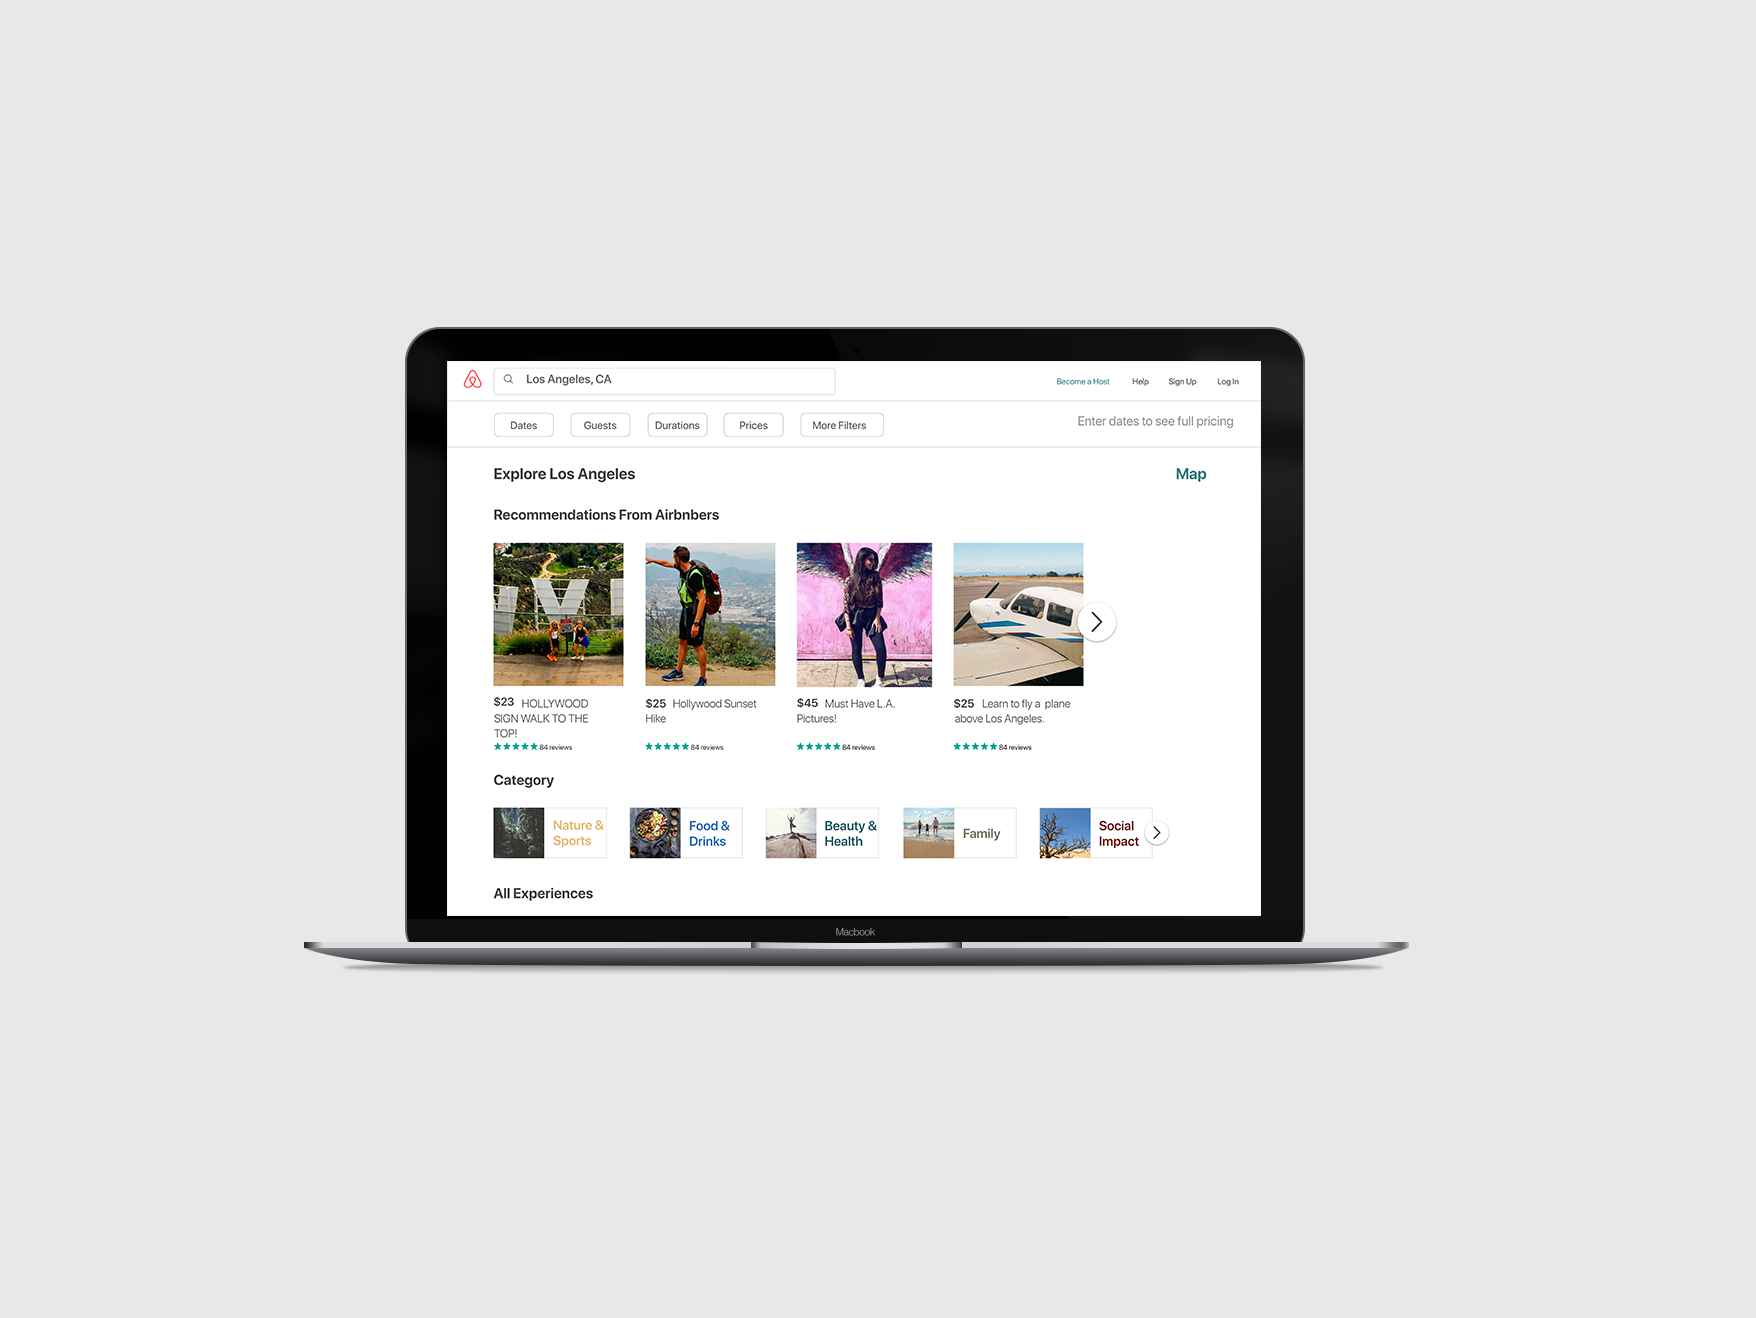 Los Angeles, CA
Become a Host
Help
Sign Up
Log In
Dates
Guests
Durations
Prices
More Filters
Enter dates to see full pricing
Explore Los Angeles
Map
Recommendations From Airbnbers
$23 HOLLYWOOD
SIGN WALK TO THE
TOP!
84 reviews
$25 Hollywood Sunset
Hike
84 reviews
$45 Must Have L.A.
Pictures!
84 reviews
$25 Learn to fly a plane
above Los Angeles.
84 reviews
Category
Nature &
Sports
Food &
Drinks
Beauty &
Health
Family
Social
Impact
All Experiences
Macbook